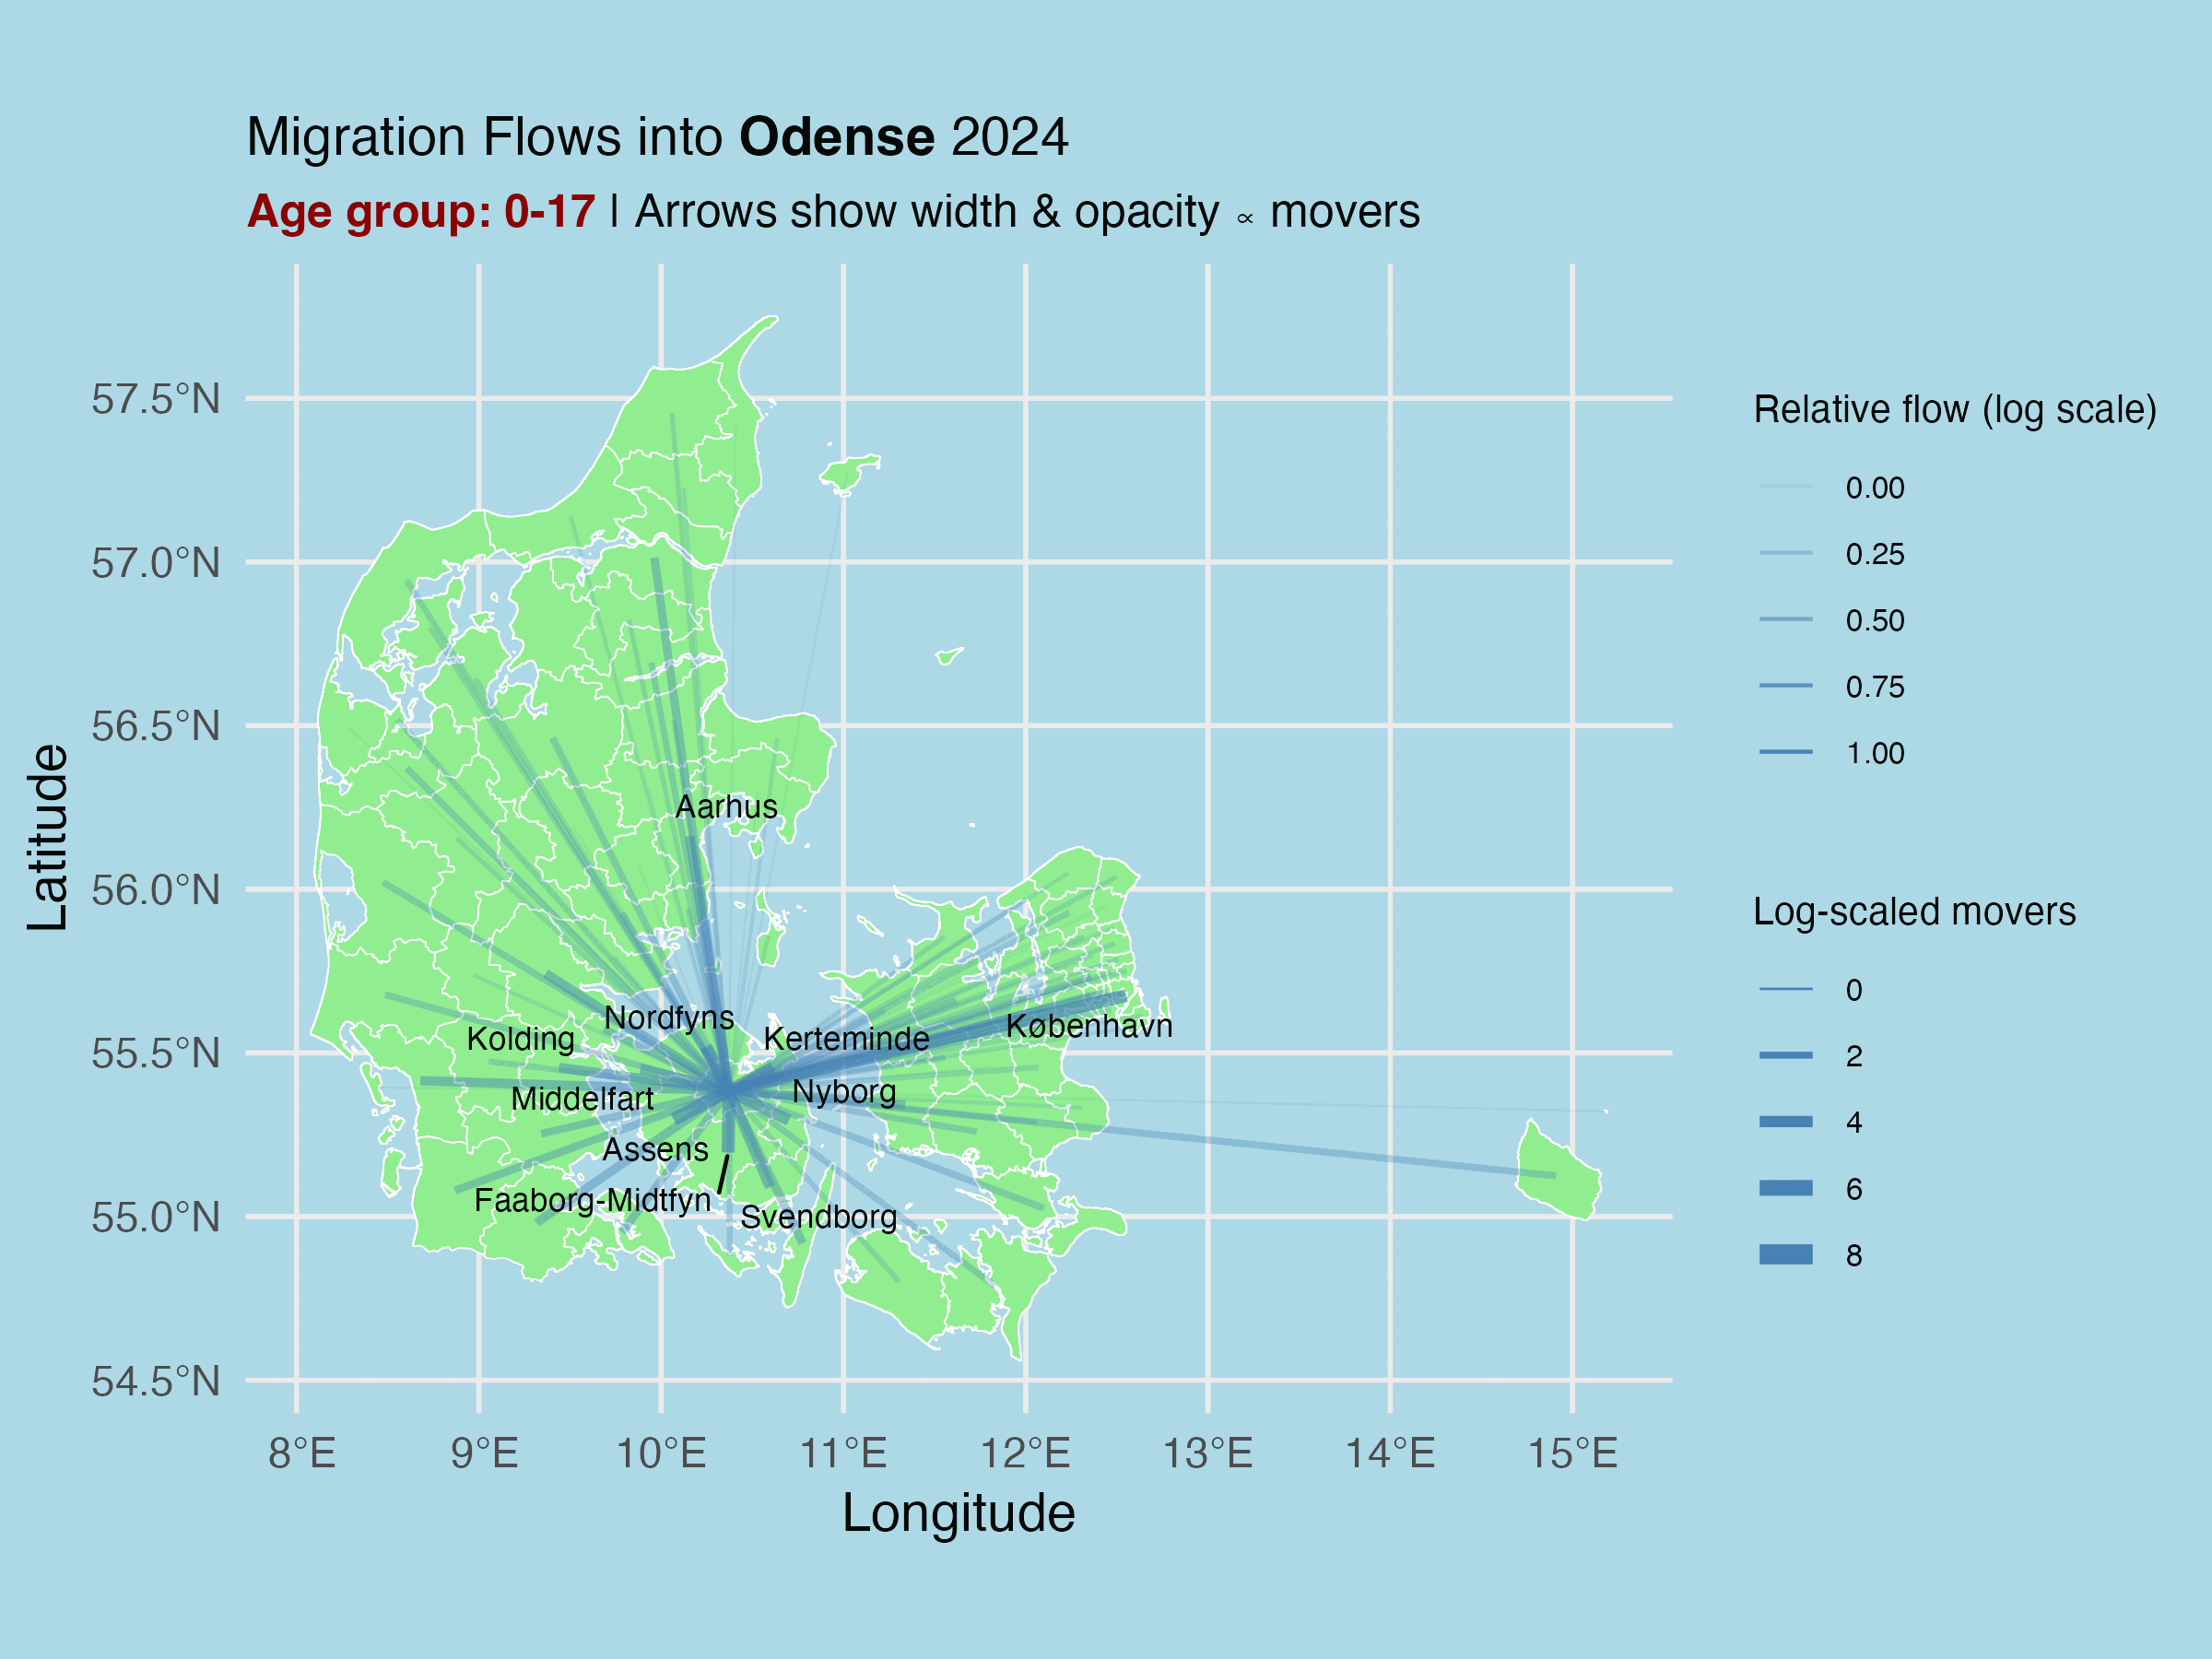 Migration Flows into Odense 2024
Age group: 0-17 | Arrows show width & opacity ∝ movers
Latitude
57.5°N
57.0°N
56.5°N
56.0°N
55.5°N
55.0°N
54.5°N
Aarhus
Nordfyns
Kolding
Kerteminde
København
Middelfart
Nyborg
Assens
Faaborg-Midtfyn
Svendborg
8°E
9°E
10°E
11°E
12°E
13°E
14°E
15°E
Longitude
Relative flow (log scale)
0.00
0.25
0.50
0.75
1.00
Log-scaled movers
0
2
4
6
8